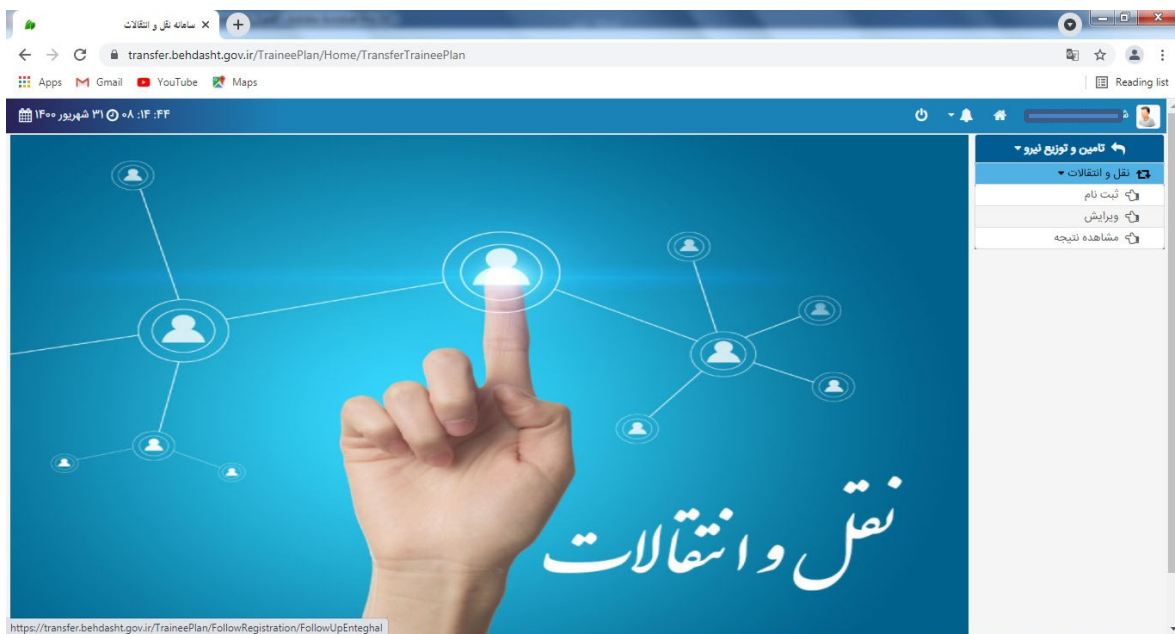 سامانه نقل و انتقالات
transfer.behdasht.gov.ir/TraineePlan/Home/TransferTraineePlan
Apps Gmail YouTube Maps Reading list
۳۱ شهریور ۱۴۰۰ ۰۸ :۱۴ :۴۴
تامین و توزیع نیرو
نقل و انتقالات
ثبت نام
ویرایش
مشاهده نتیجه
نقل و انتقالات
https://transfer.behdasht.gov.ir/TraineePlan/FollowRegistration/FollowUpEnteghal